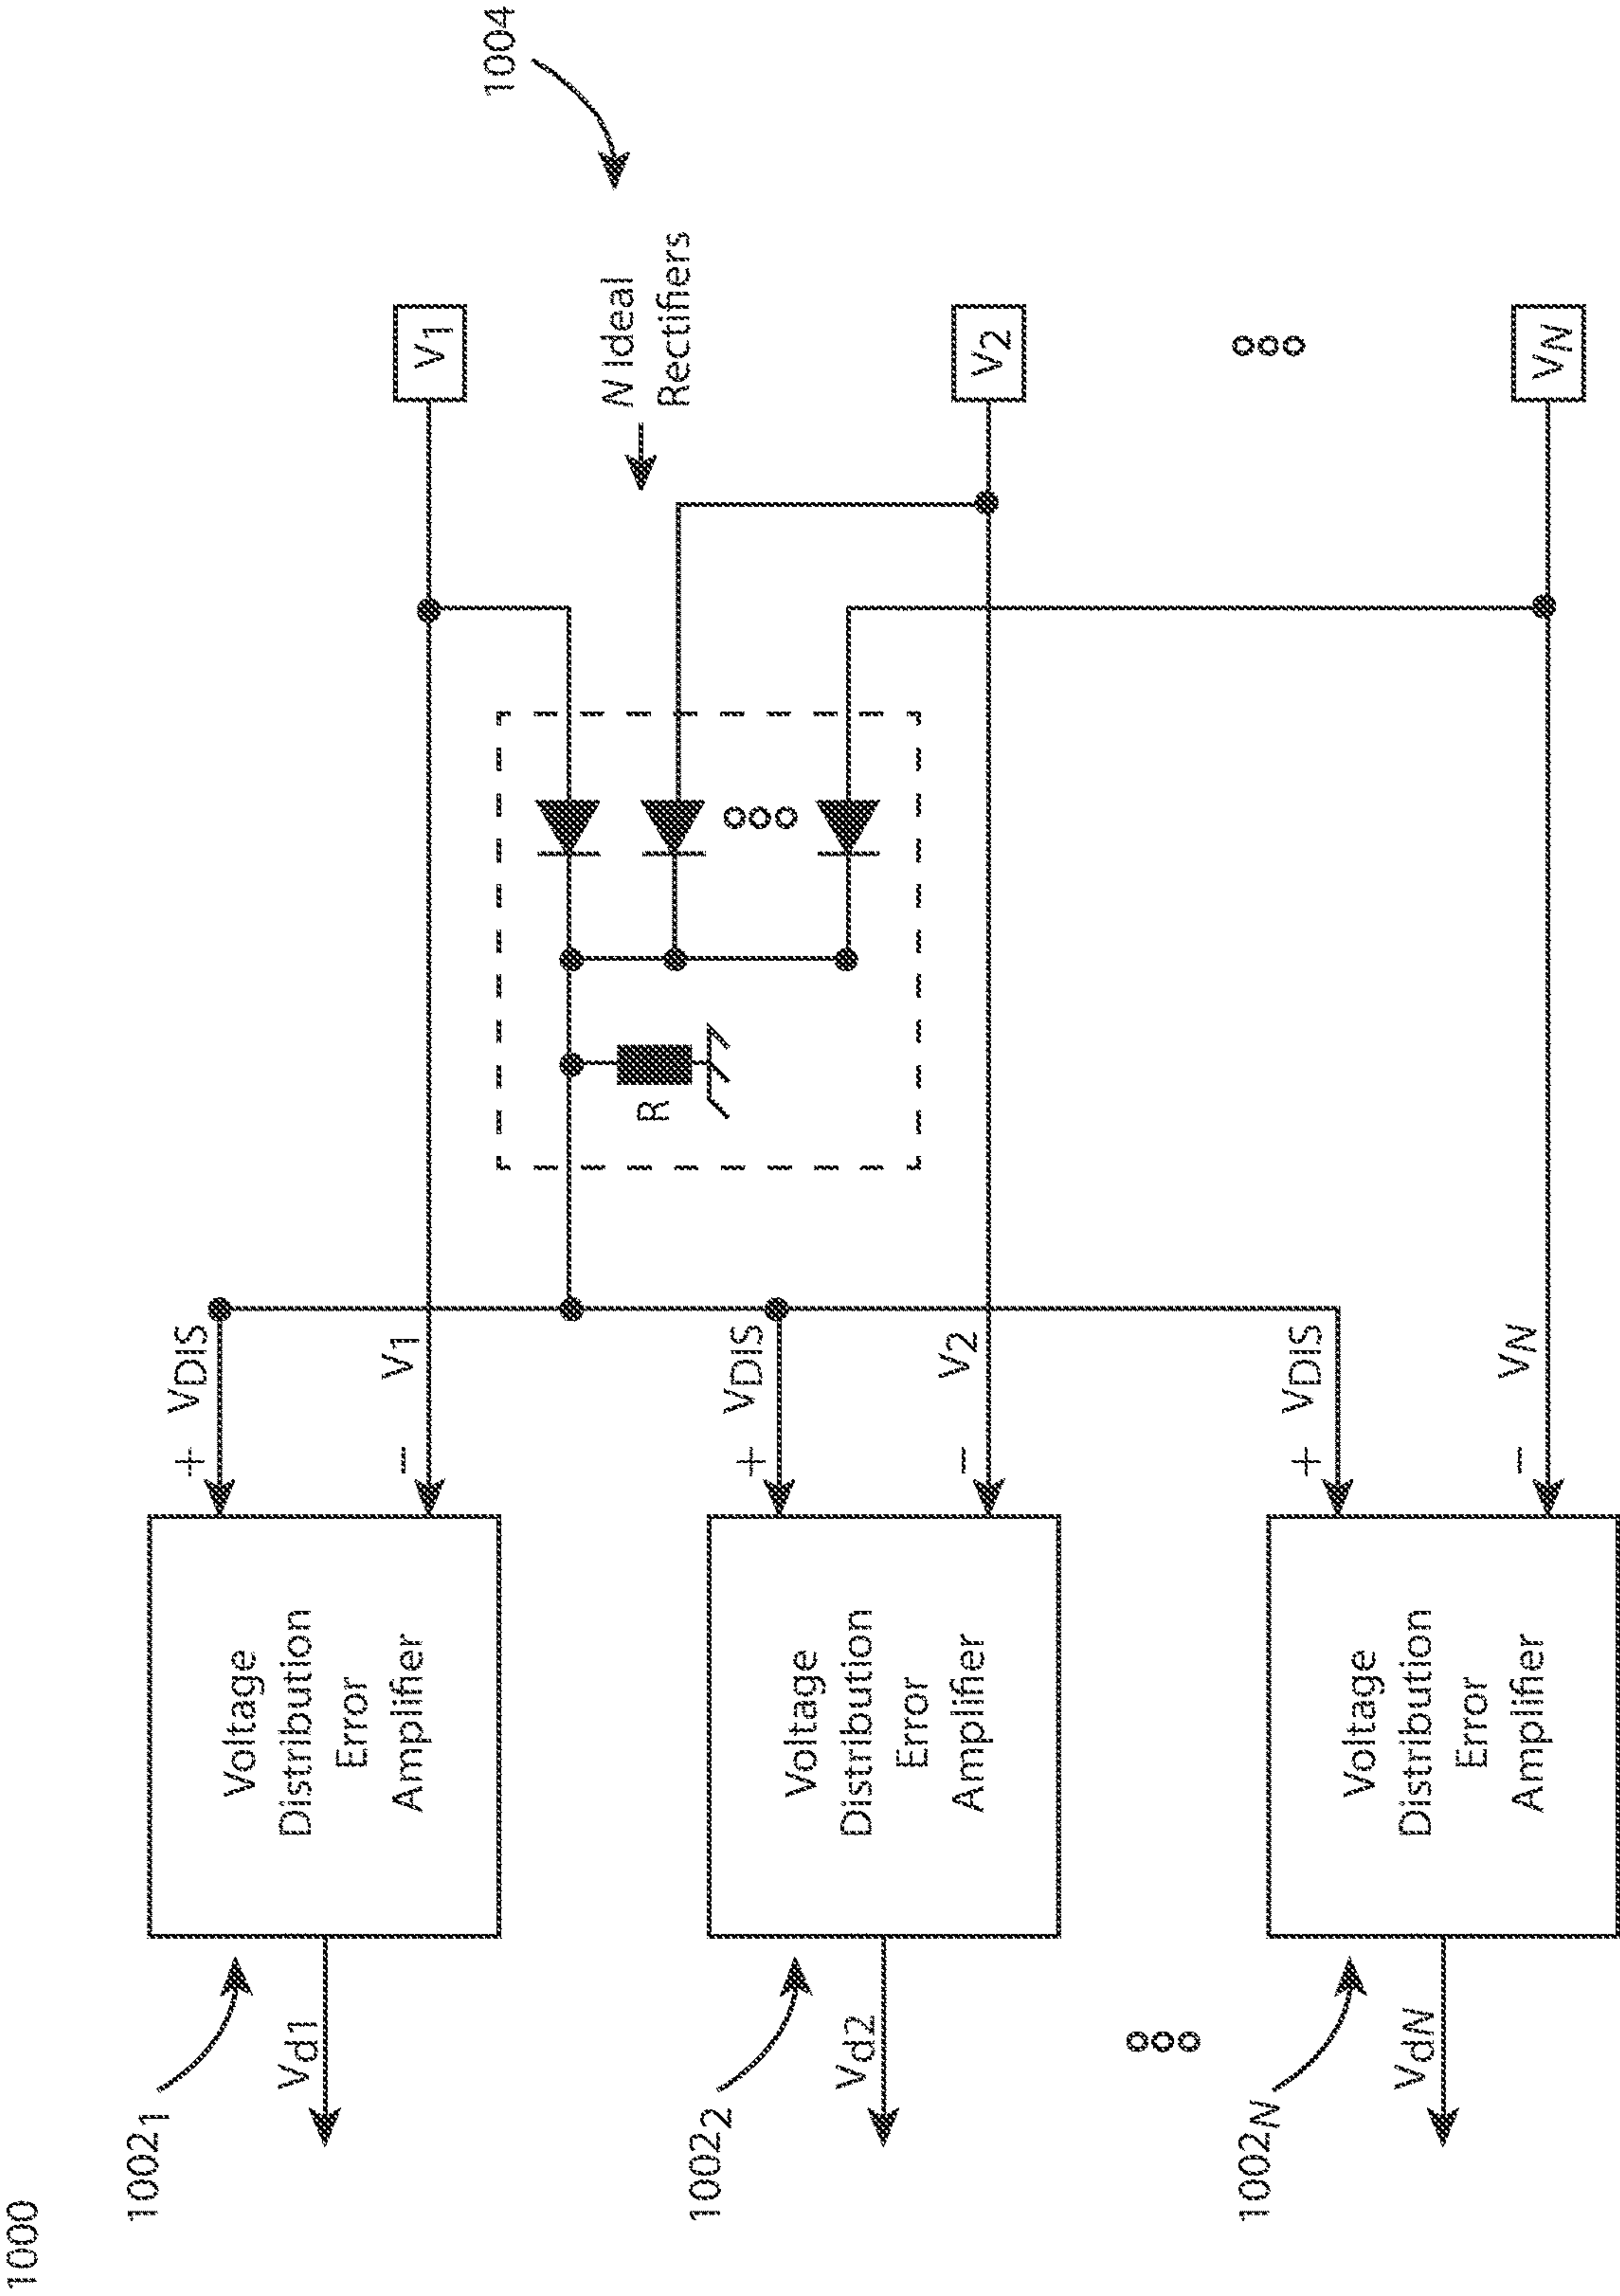 1000
1002₁
Vd1
Voltage
Distribution
Error
Amplifier
+ VDIS
− V1
V1
1004
N Ideal
Rectifiers
R
1002₂
Vd2
Voltage
Distribution
Error
Amplifier
+ VDIS
− V2
V2
1002N
VdN
Voltage
Distribution
Error
Amplifier
+ VDIS
− VN
VN